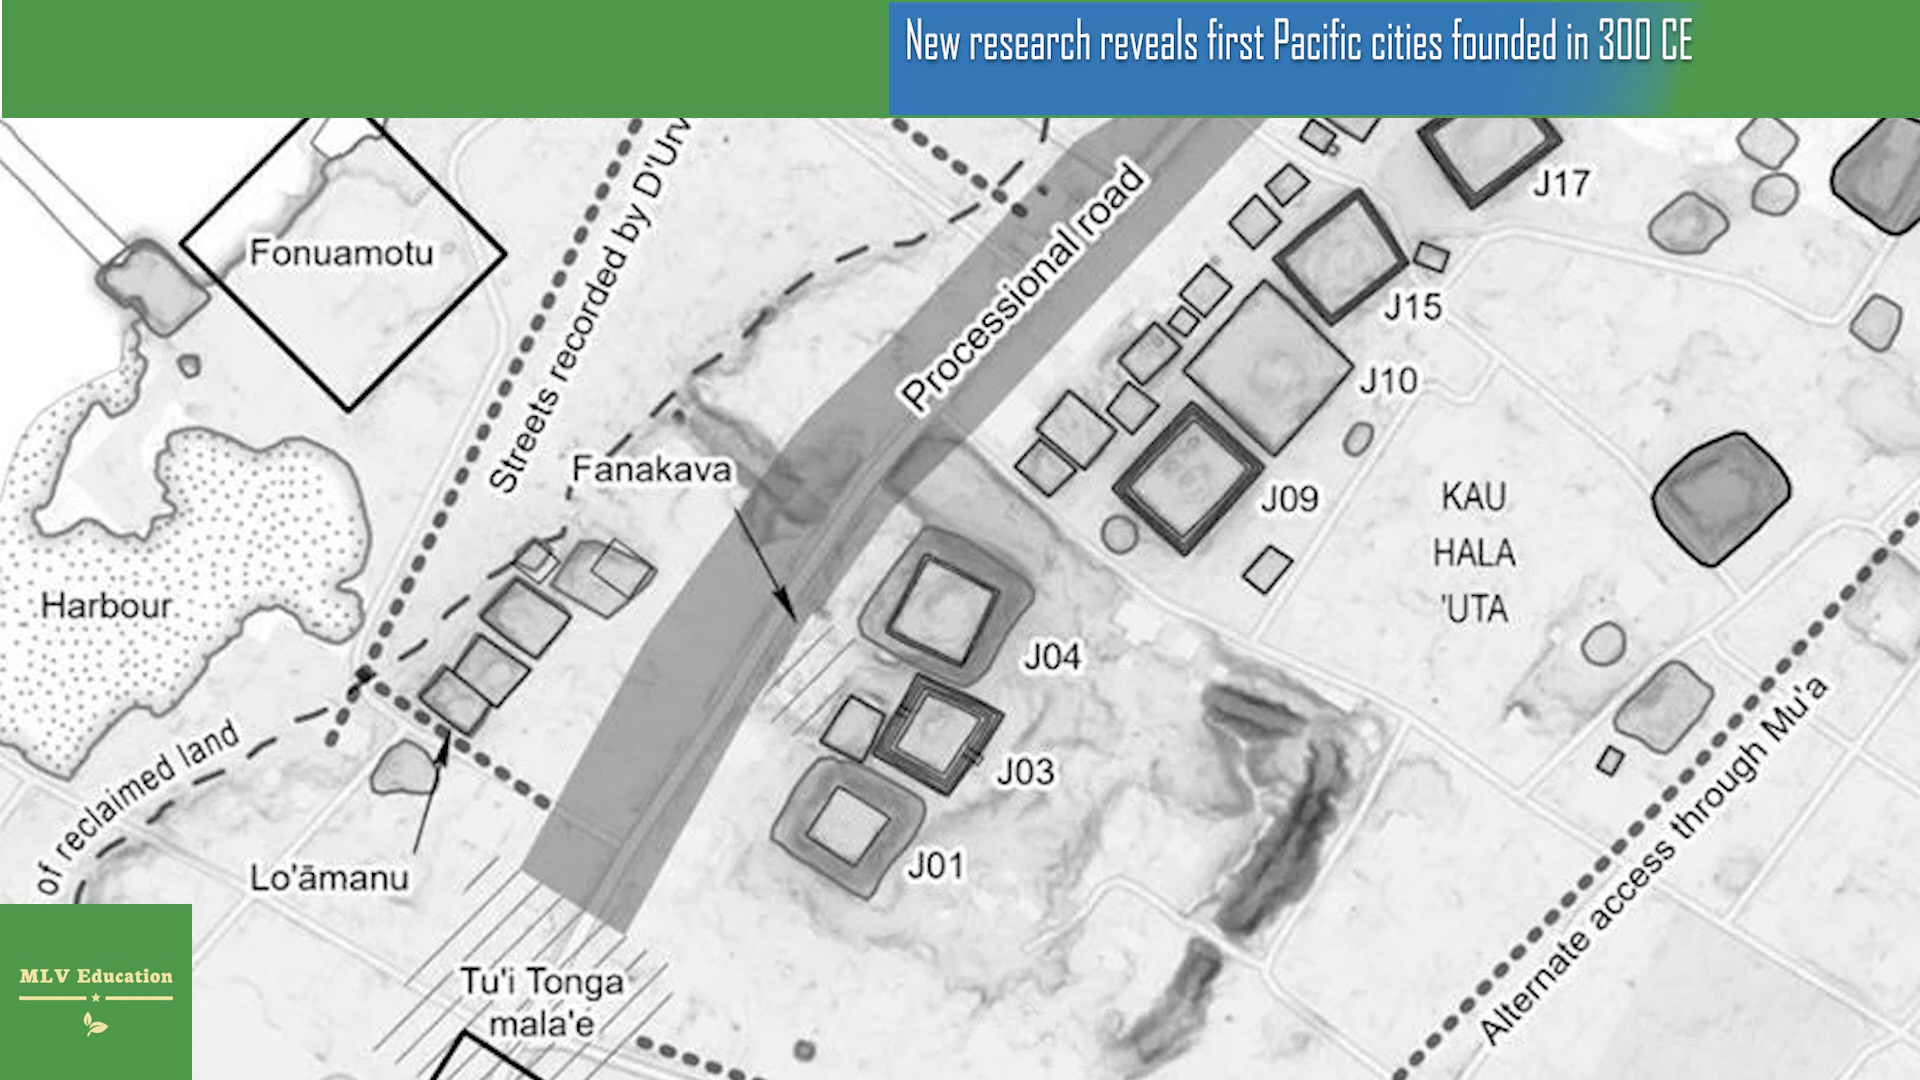 New research reveals first Pacific cities founded in 300 CE
Fonuamotu
Streets recorded by D'Urv
Processional road
J17
J15
J10
J09
Fanakava
KAU
HALA
'UTA
Harbour
J04
J03
J01
of reclaimed land
Lo'āmanu
Alternate access through Mu'a
Tu'i Tonga
mala'e
MLV Education